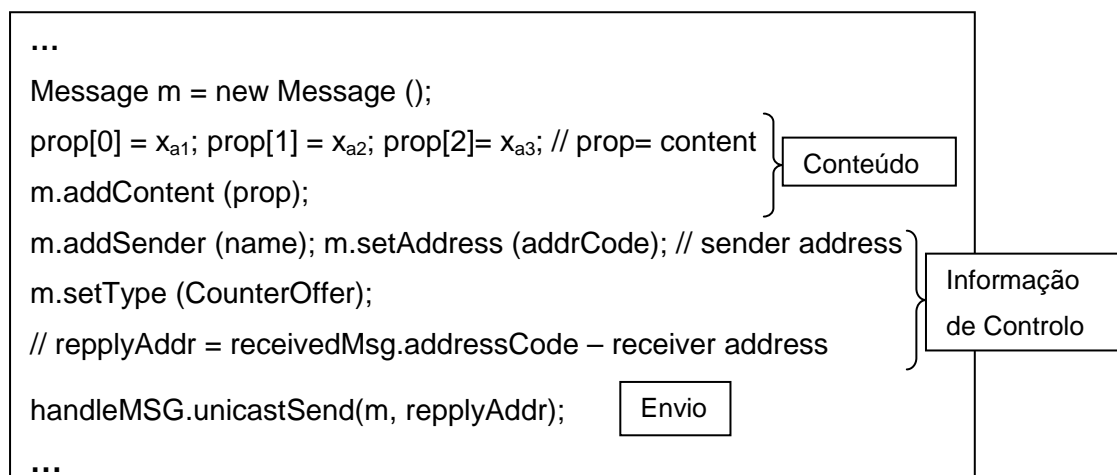 …
Message m = new Message ();
prop[0] = xa1; prop[1] = xa2; prop[2]= xa3; // prop= content
Conteúdo
m.addContent (prop);
m.addSender (name); m.setAddress (addrCode); // sender address
m.setType (CounterOffer);
Informação
de Controlo
// repplyAddr = receivedMsg.addressCode – receiver address
handleMSG.unicastSend(m, repplyAddr);
Envio
…